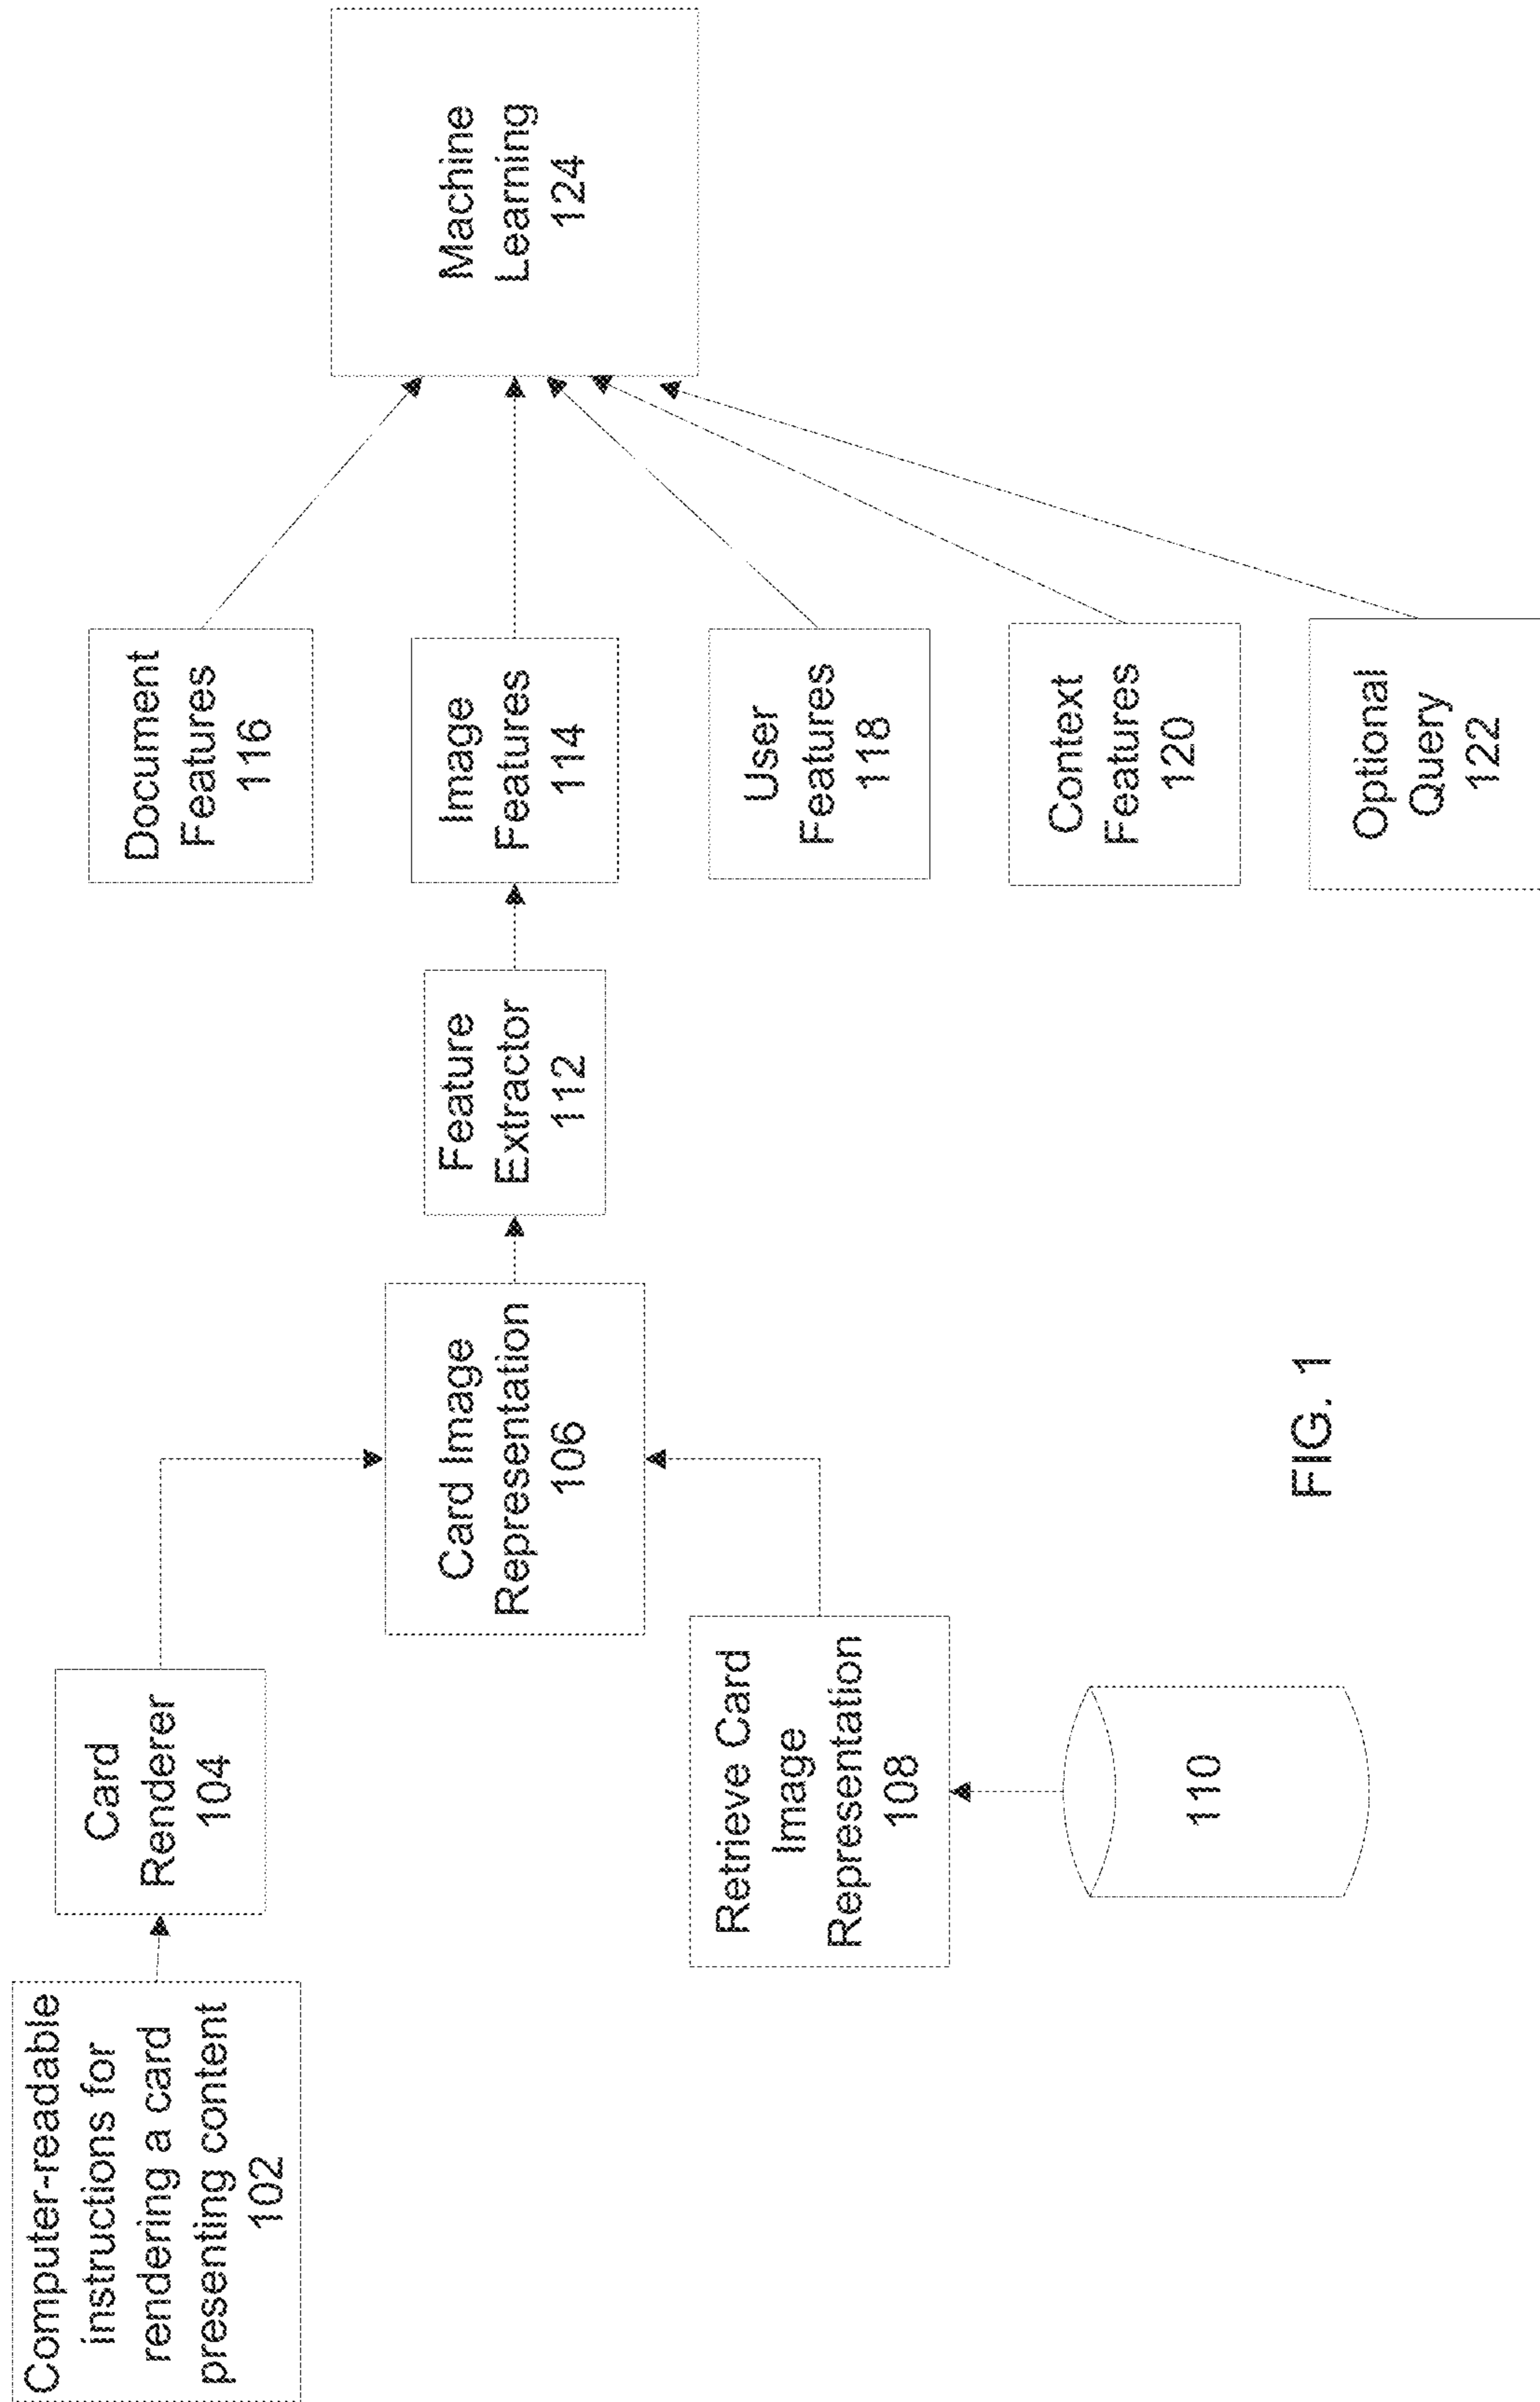 Computer-readable
instructions for
rendering a card
presenting content
102
Card
Renderer
104
Card Image
Representation
106
Retrieve Card
Image
Representation
108
110
Feature
Extractor
112
Document
Features
116
Image
Features
114
User
Features
118
Context
Features
120
Optional
Query
122
Machine
Learning
124
FIG. 1